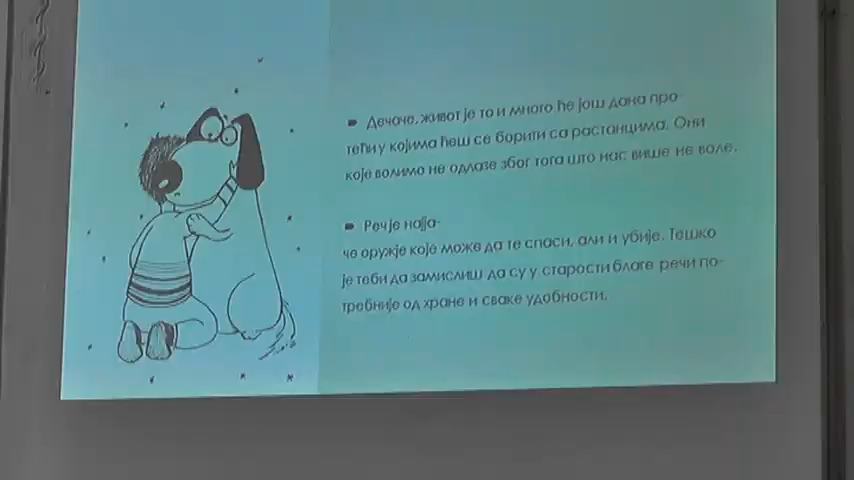 Дечаче, живот је то и много ће још дана про-
тећи у којима ћеш се борити са растанцима. Они
које волимо не одлазе због тога што нас више не воле.
Реч је најја-
че оружје које може да те спаси, али и убије. Тешко
је теби да замислиш да су у старости благе речи по-
требније од хране и сваке удобности.